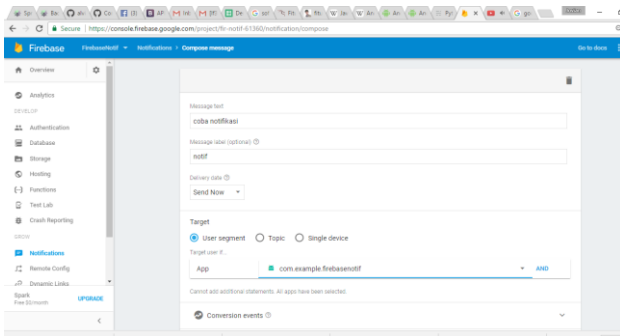 Secure https://console.firebase.google.com/project/fir-notif-61360/notification/compose
Firebase FirebaseNotif Notifications > Compose message Go to docs
Overview
Analytics
DEVELOP
Authentication
Database
Storage
Hosting
Functions
Test Lab
Crash Reporting
GROW
Notifications
Remote Config
Dynamic Links
Spark
Free $0/month
UPGRADE
Message text
coba notifikasi
Message label (optional)
notif
Delivery date
Send Now
Target
User segment Topic Single device
Target user if...
App com.example.firebasenotif AND
Cannot add additional statements. All apps have been selected.
Conversion events